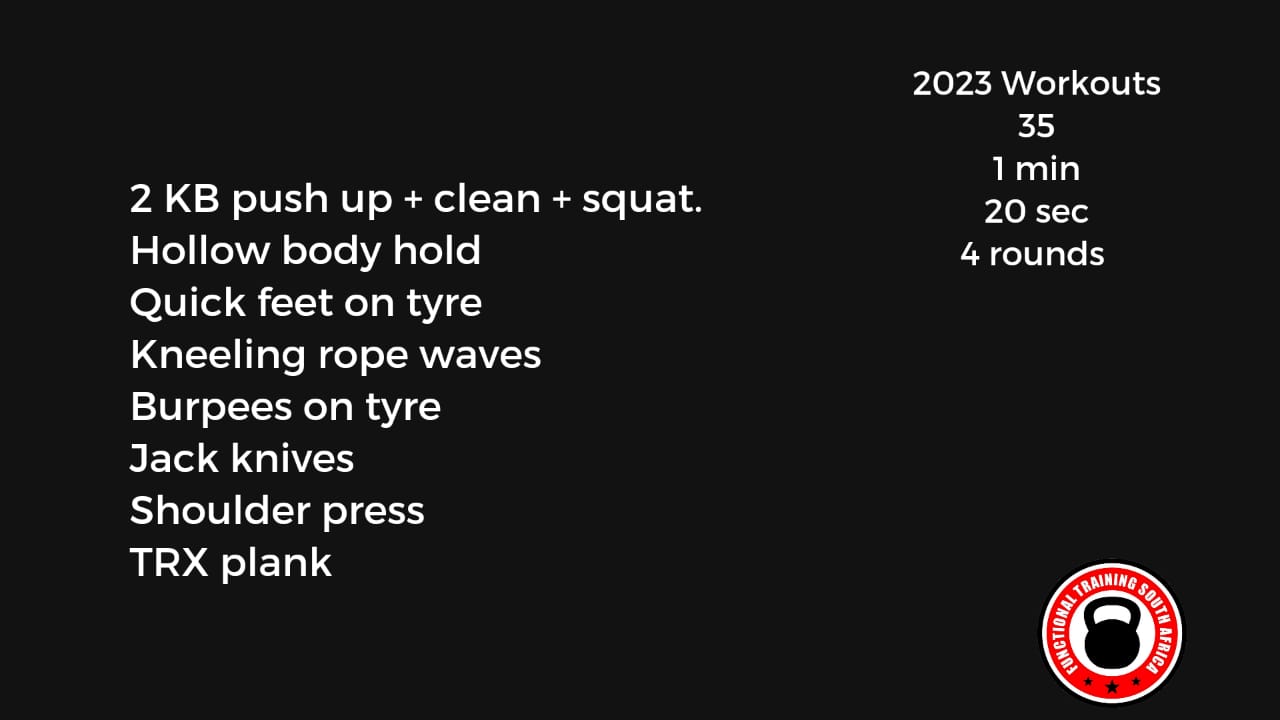 2023 Workouts
35
1 min
20 sec
4 rounds
2 KB push up + clean + squat.
Hollow body hold
Quick feet on tyre
Kneeling rope waves
Burpees on tyre
Jack knives
Shoulder press
TRX plank
FUNCTIONAL TRAINING SOUTH AFRICA